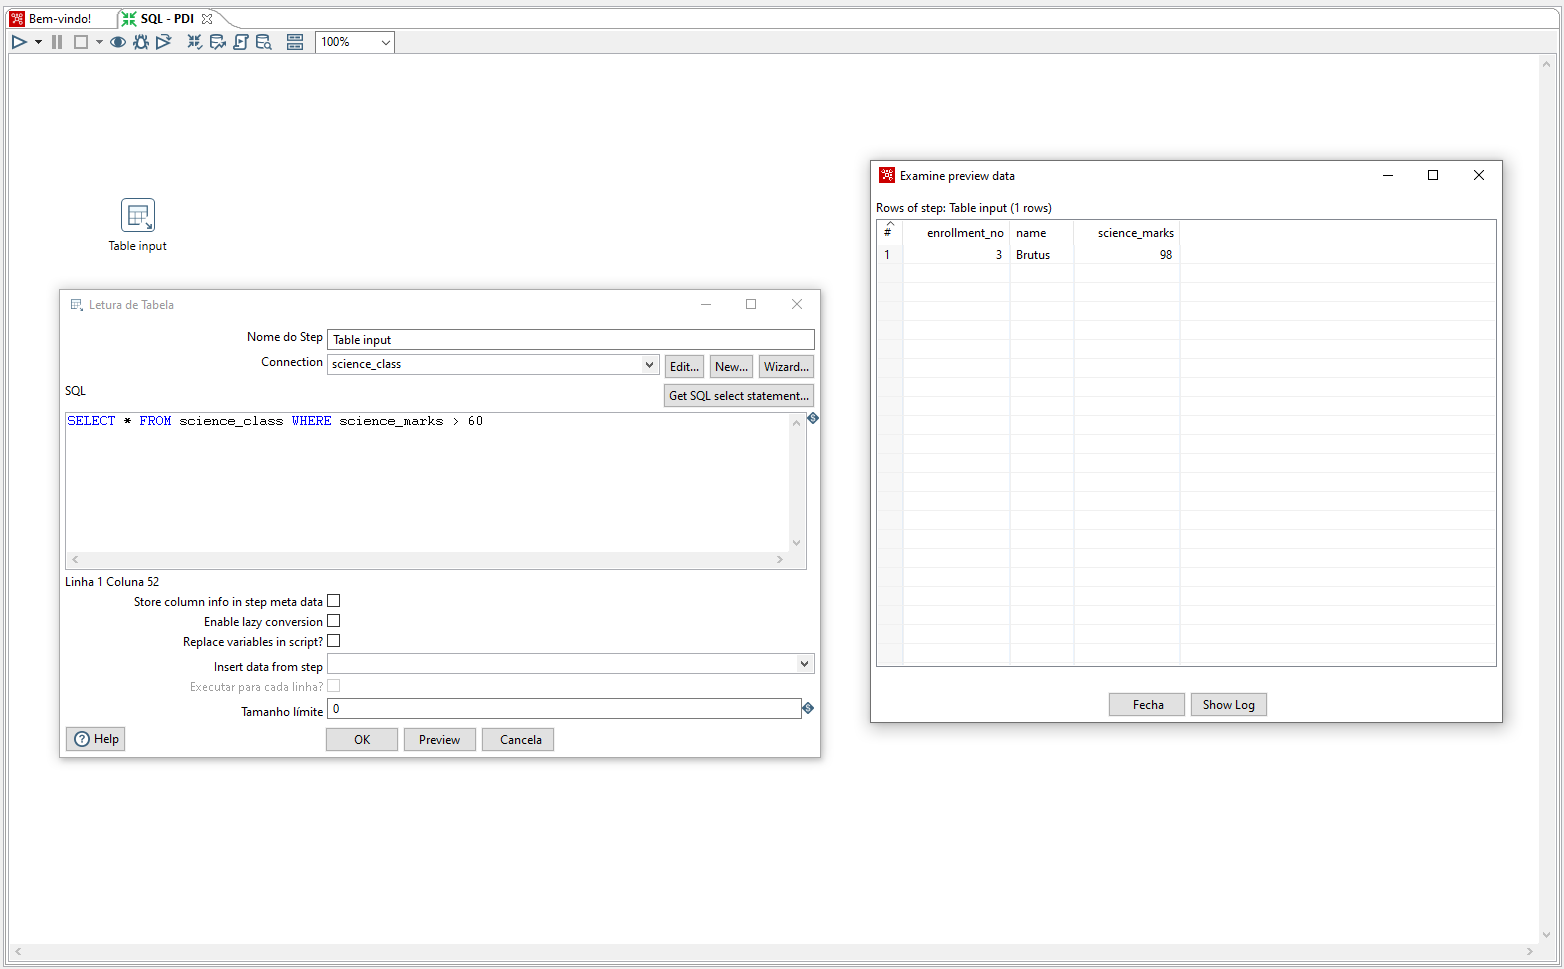 Bem-vindo!
SQL - PDI
100%
Table input
Letura de Tabela
Nome do Step Table input
Connection science_class Edit... New... Wizard...
SQL Get SQL select statement...
SELECT * FROM science_class WHERE science_marks > 60
Linha 1 Coluna 52
Store column info in step meta data
Enable lazy conversion
Replace variables in script?
Insert data from step
Executar para cada linha?
Tamanho límite 0
Help OK Preview Cancela
Examine preview data
Rows of step: Table input (1 rows)
# enrollment_no name science_marks
1 3 Brutus 98
Fecha Show Log